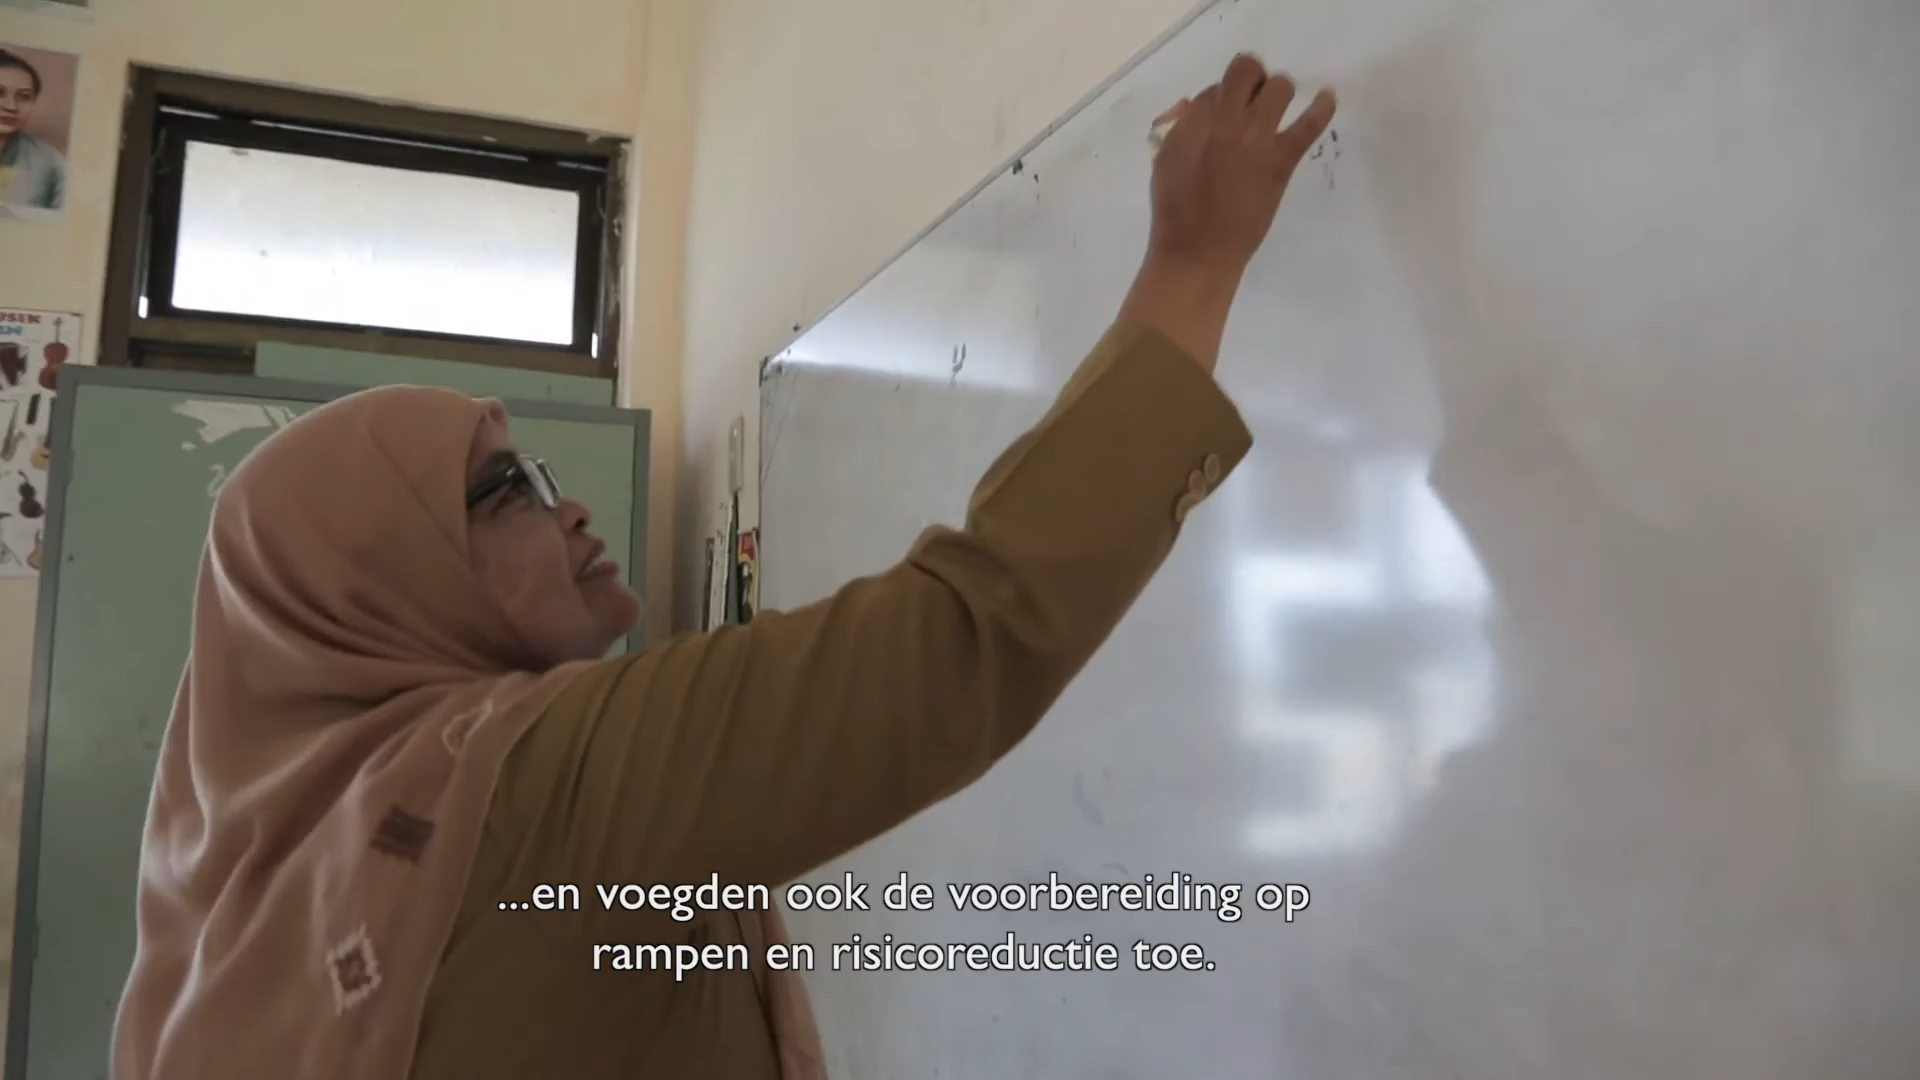 ...en voegden ook de voorbereiding op
rampen en risicoreductie toe.